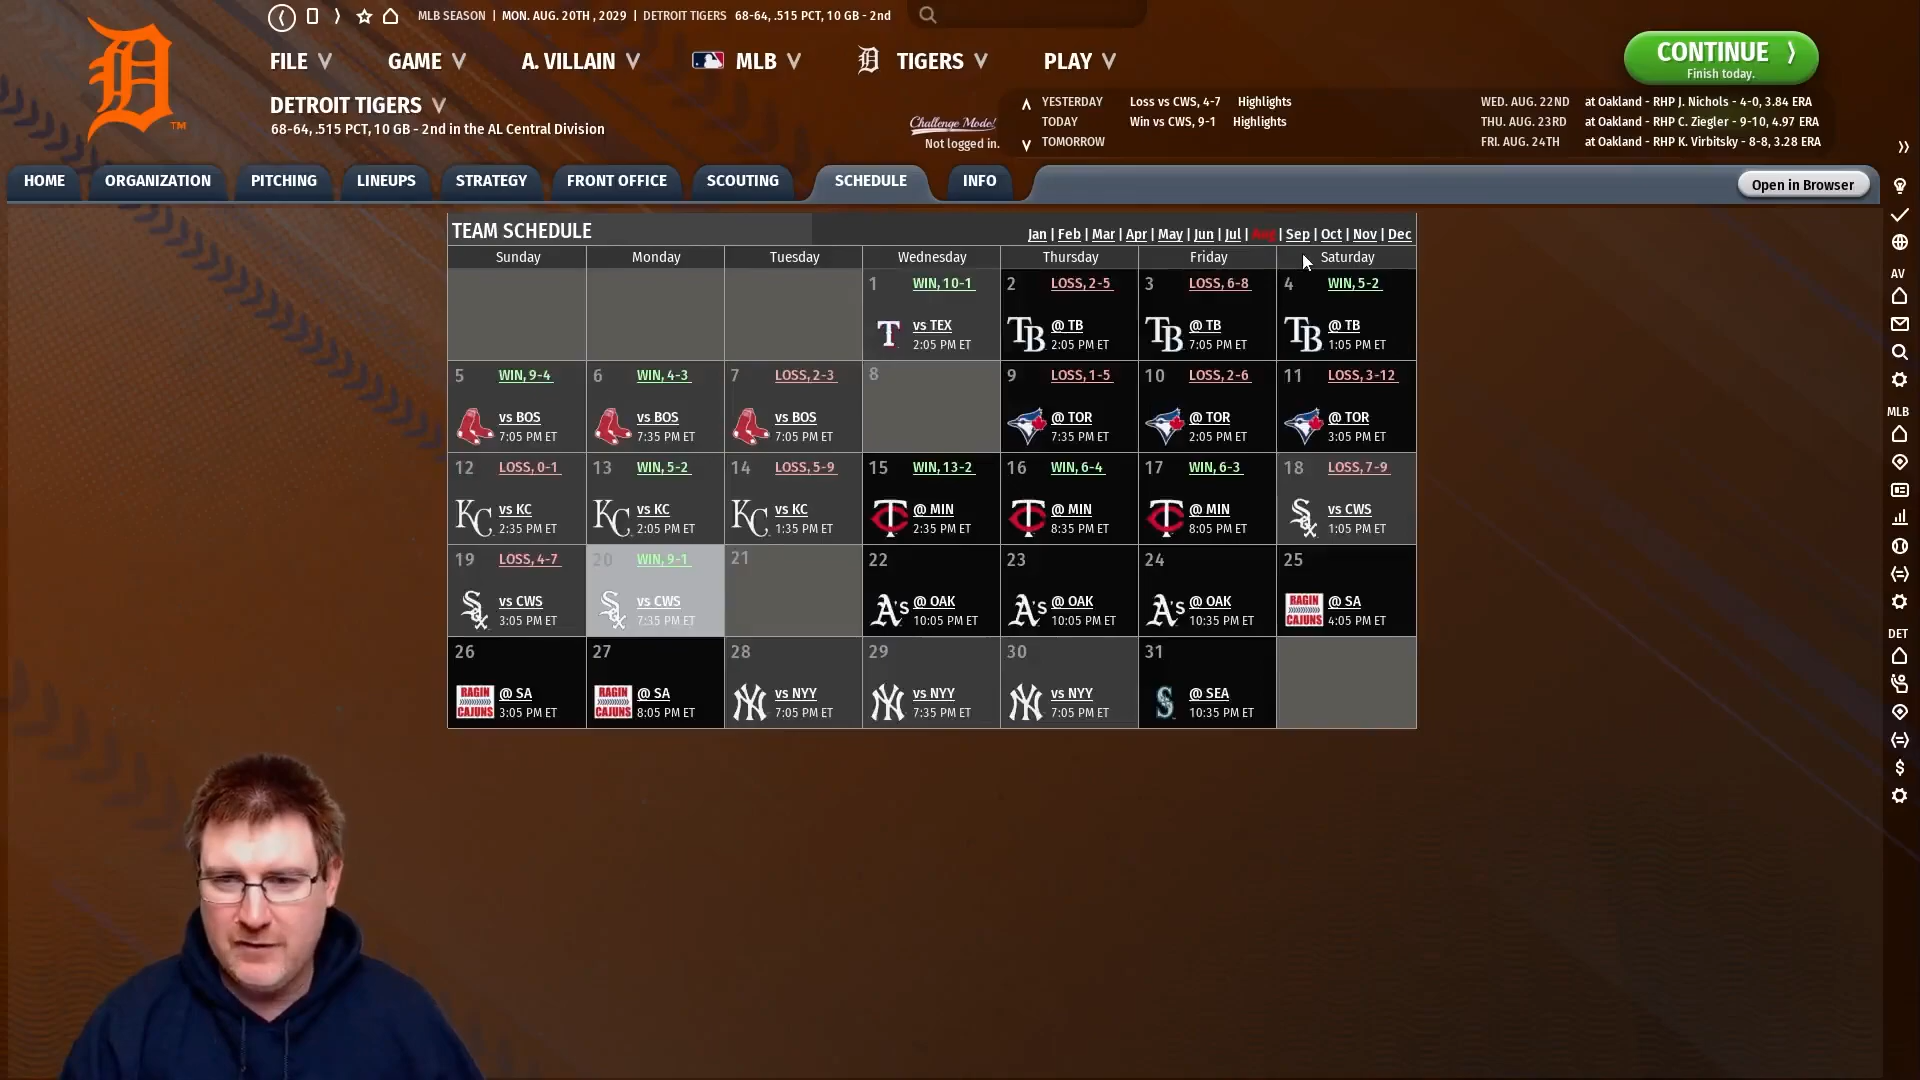 MLB SEASON | MON. AUG. 20TH , 2029 | DETROIT TIGERS 68-64, .515 PCT, 10 GB - 2nd
FILE GAME A. VILLAIN MLB TIGERS PLAY
CONTINUE
Finish today.
DETROIT TIGERS
68-64, .515 PCT, 10 GB - 2nd in the AL Central Division
Challenge Mode!
Not logged in.
YESTERDAY Loss vs CWS, 4-7 Highlights
TODAY Win vs CWS, 9-1 Highlights
TOMORROW
WED. AUG. 22ND at Oakland - RHP J. Nichols - 4-0, 3.84 ERA
THU. AUG. 23RD at Oakland - RHP C. Ziegler - 9-10, 4.97 ERA
FRI. AUG. 24TH at Oakland - RHP K. Virbitsky - 8-8, 3.28 ERA
HOME ORGANIZATION PITCHING LINEUPS STRATEGY FRONT OFFICE SCOUTING SCHEDULE INFO Open in Browser
TEAM SCHEDULE
Jan | Feb | Mar | Apr | May | Jun | Jul | Aug | Sep | Oct | Nov | Dec
Sunday Monday Tuesday Wednesday Thursday Friday Saturday
1 WIN, 10-1 2 LOSS, 2-5 3 LOSS, 6-8 4 WIN, 5-2
vs TEX @ TB @ TB @ TB
2:05 PM ET 2:05 PM ET 7:05 PM ET 1:05 PM ET
5 WIN, 9-4 6 WIN, 4-3 7 LOSS, 2-3 8 9 LOSS, 1-5 10 LOSS, 2-6 11 LOSS, 3-12
vs BOS vs BOS vs BOS @ TOR @ TOR @ TOR
7:05 PM ET 7:35 PM ET 7:05 PM ET 7:35 PM ET 2:05 PM ET 3:05 PM ET
12 LOSS, 0-1 13 WIN, 5-2 14 LOSS, 5-9 15 WIN, 13-2 16 WIN, 6-4 17 WIN, 6-3 18 LOSS, 7-9
vs KC vs KC vs KC @ MIN @ MIN @ MIN vs CWS
2:35 PM ET 2:05 PM ET 1:35 PM ET 2:35 PM ET 8:35 PM ET 8:05 PM ET 1:05 PM ET
19 LOSS, 4-7 20 WIN, 9-1 21 22 23 24 25
vs CWS vs CWS @ OAK @ OAK @ OAK @ SA
3:05 PM ET 7:35 PM ET 10:05 PM ET 10:05 PM ET 10:35 PM ET 4:05 PM ET
26 27 28 29 30 31
@ SA @ SA vs NYY vs NYY vs NYY @ SEA
3:05 PM ET 8:05 PM ET 7:05 PM ET 7:35 PM ET 7:05 PM ET 10:35 PM ET
RAGIN CAJUNS
RAGIN CAJUNS
RAGIN CAJUNS
AV
MLB
DET